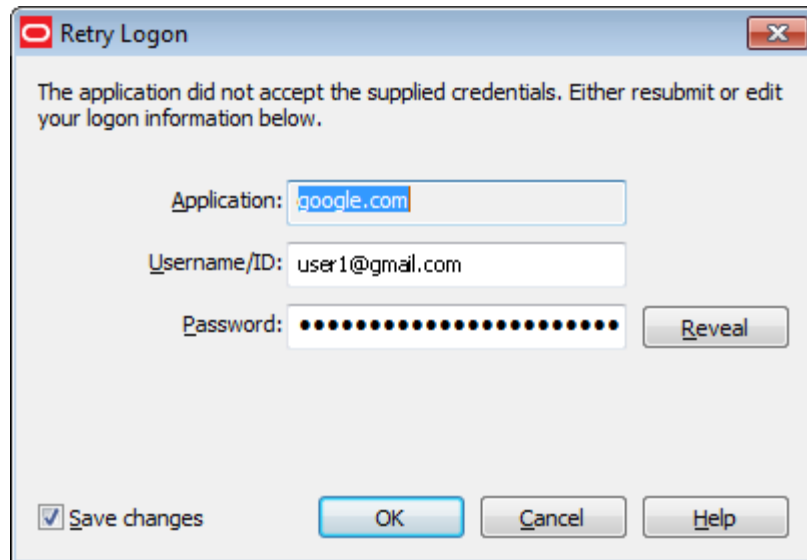 Retry Logon
The application did not accept the supplied credentials. Either resubmit or edit
your logon information below.
Application: google.com
Username/ID: user1@gmail.com
Password: ●●●●●●●●●●●●●●●●●●●●●●● Reveal
Save changes OK Cancel Help